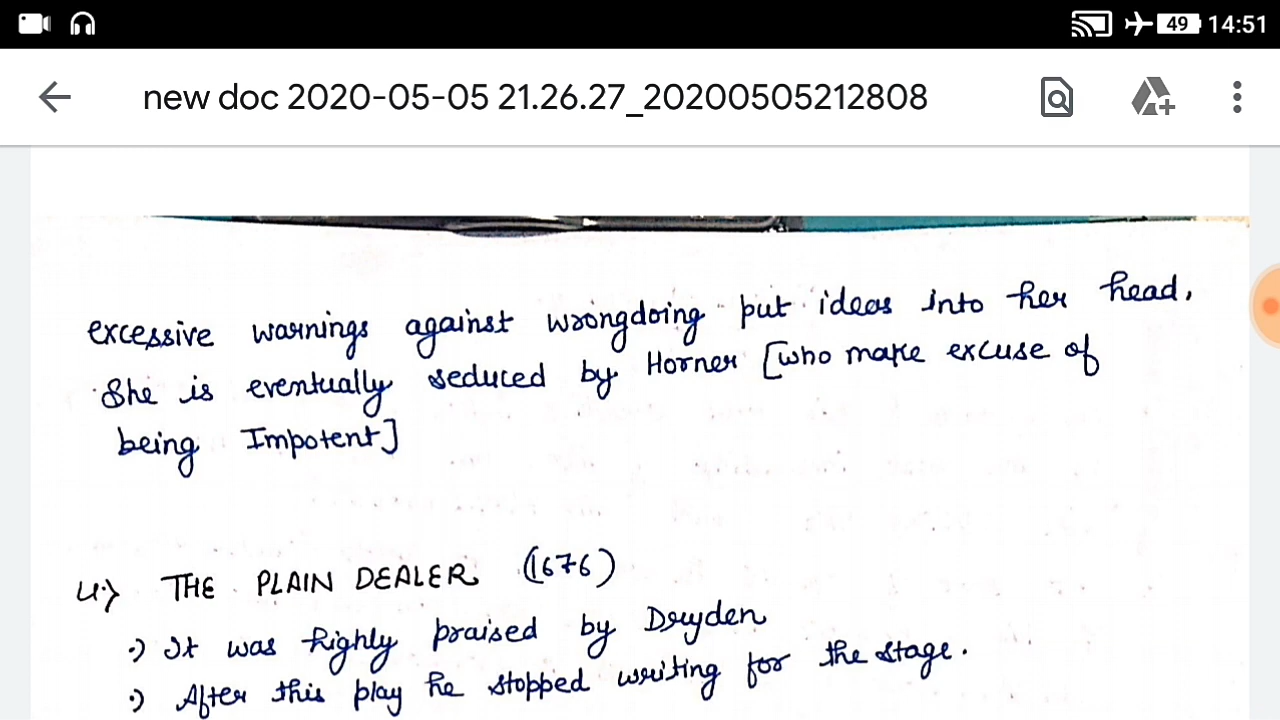 49 14:51
new doc 2020-05-05 21.26.27_20200505212808
excessive warnings against wrongdoing put ideas into her head.
She is eventually seduced by Horner [who make excuse of
being Impotent]
4) THE PLAIN DEALER (1676)
·) It was highly praised by Dryden
·) After this play he stopped writing for the stage.